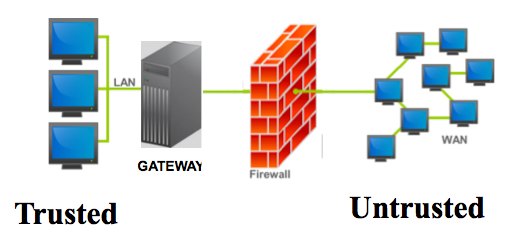 LAN
GATEWAY
Firewall
WAN
Trusted
Untrusted